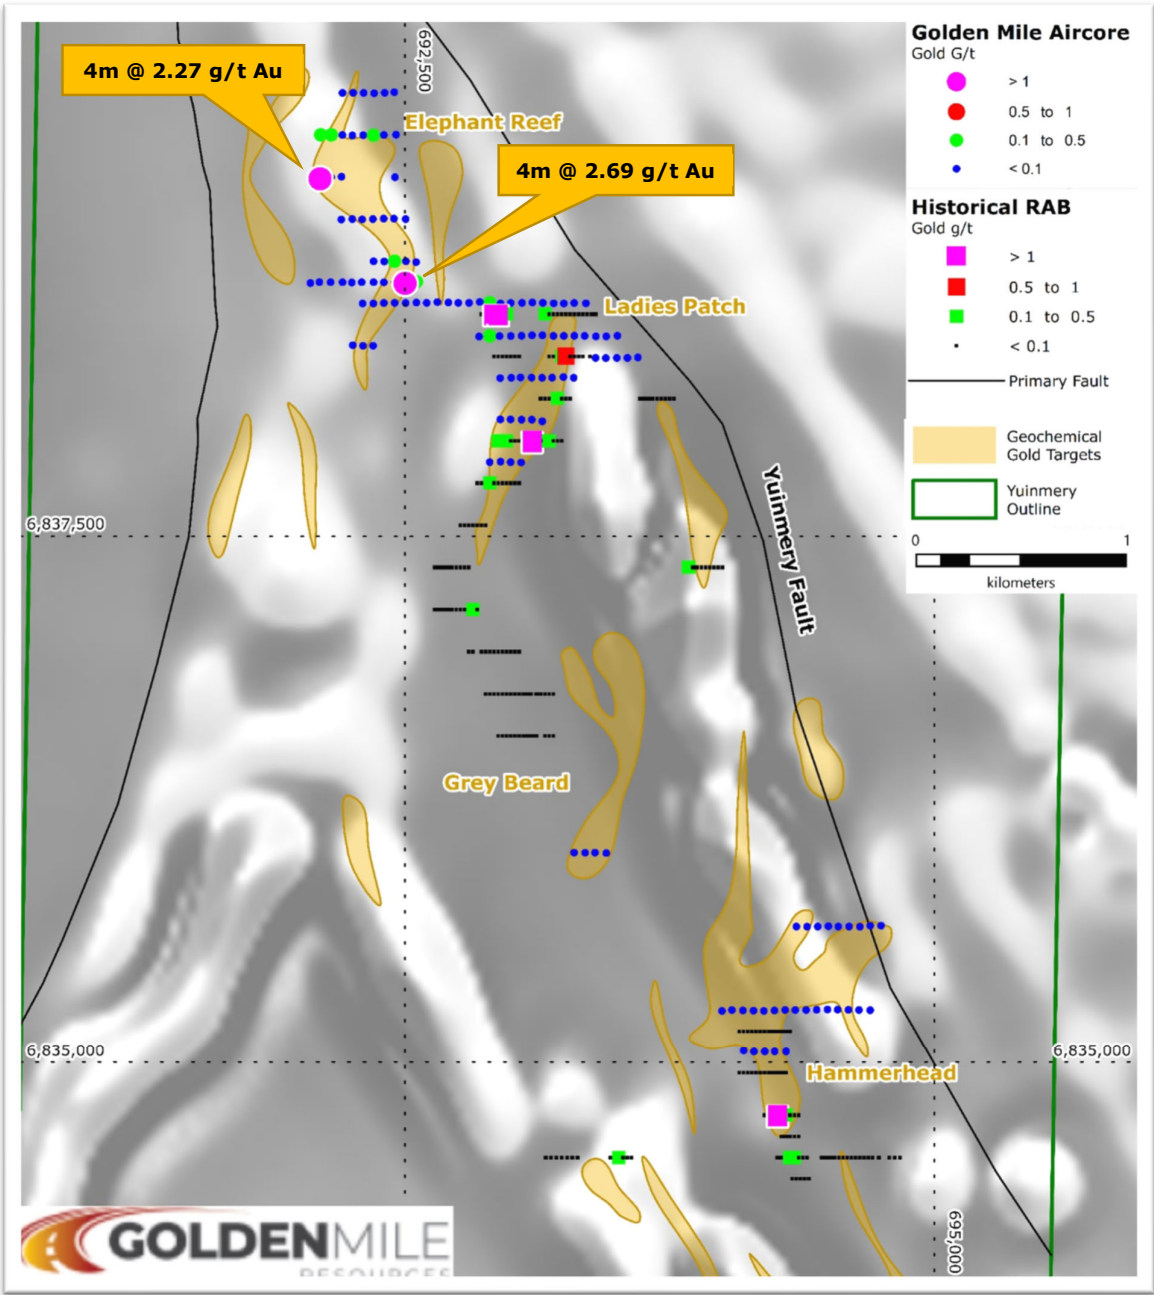 4m @ 2.27 g/t Au
692,500
Elephant Reef
4m @ 2.69 g/t Au
Ladies Patch
Golden Mile Aircore
Gold G/t
> 1
0.5 to 1
0.1 to 0.5
< 0.1
Historical RAB
Gold g/t
> 1
0.5 to 1
0.1 to 0.5
< 0.1
Primary Fault
Geochemical
Gold Targets
Yuinmery
Outline
0 1
kilometers
6,837,500
Yuinmery Fault
Grey Beard
6,835,000
6,835,000
Hammerhead
695,000
GOLDENMILE
RESOURCES